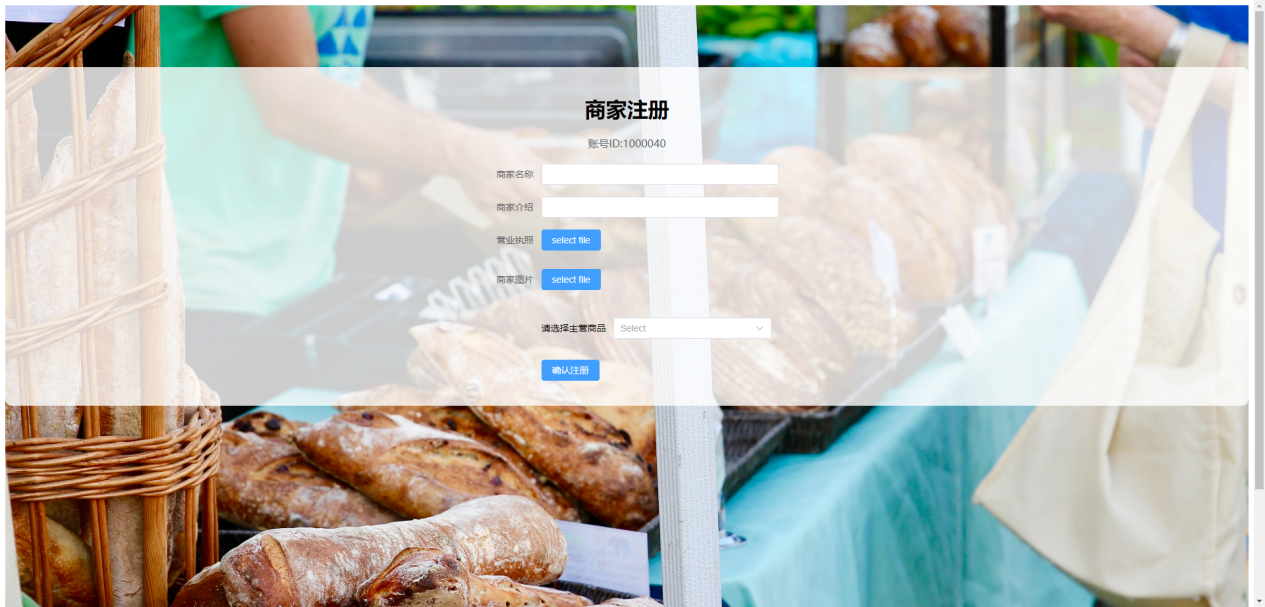 商家注册
账号ID:1000040
商家名称
商家介绍
营业执照 select file
商家图片 select file
请选择主营商品 Select
确认注册